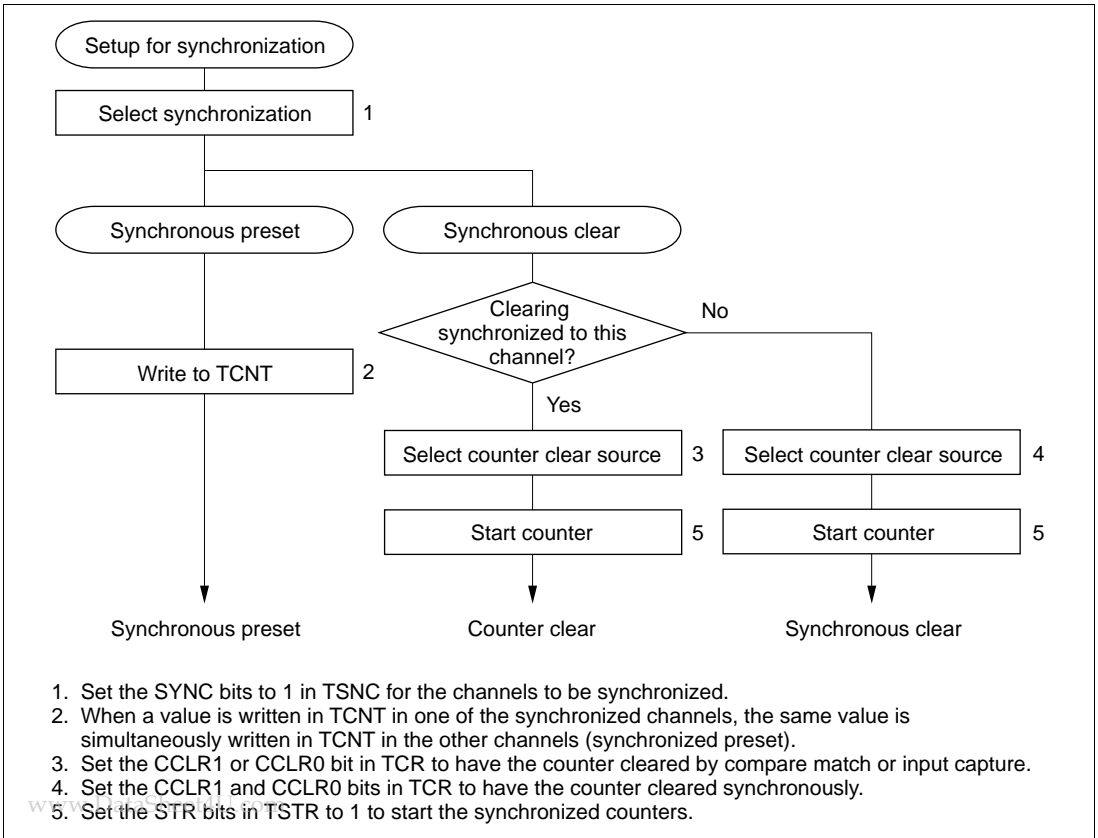 Setup for synchronization
Select synchronization 1
Synchronous preset
Synchronous clear
Clearing
synchronized to this
channel?
No
Write to TCNT 2
Yes
Select counter clear source 3
Select counter clear source 4
Start counter 5
Start counter 5
Synchronous preset
Counter clear
Synchronous clear
1. Set the SYNC bits to 1 in TSNC for the channels to be synchronized.
2. When a value is written in TCNT in one of the synchronized channels, the same value is
simultaneously written in TCNT in the other channels (synchronized preset).
3. Set the CCLR1 or CCLR0 bit in TCR to have the counter cleared by compare match or input capture.
4. Set the CCLR1 and CCLR0 bits in TCR to have the counter cleared synchronously.
www.DataSheet4U.com
5. Set the STR bits in TSTR to 1 to start the synchronized counters.